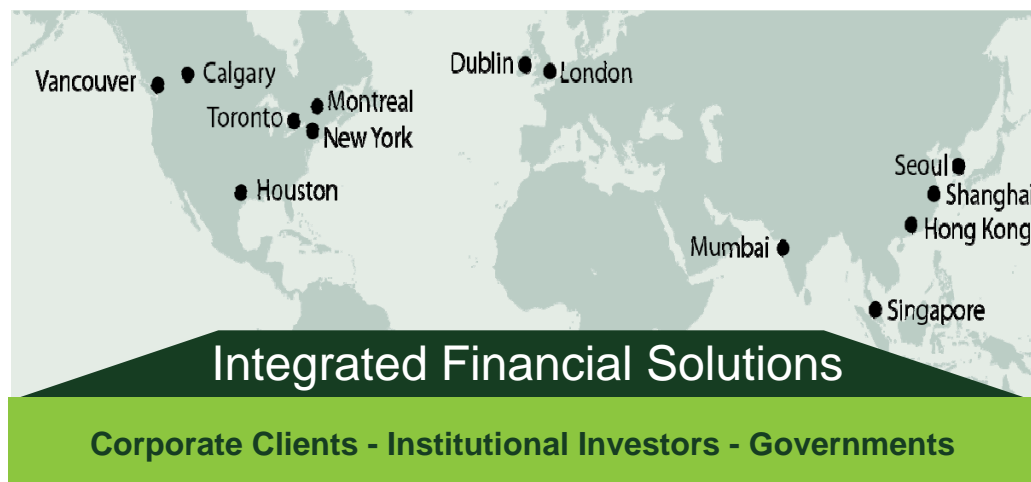 Dublin
London
Vancouver
Calgary
Montreal
Toronto
New York
Seoul
Houston
Shanghai
Hong Kong
Mumbai
Singapore
Integrated Financial Solutions
Corporate Clients - Institutional Investors - Governments